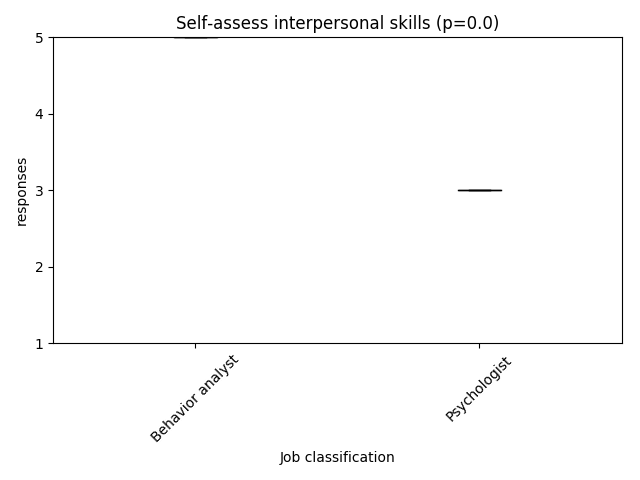 Self-assess interpersonal skills (p=0.0)
5
4
3
2
1
responses
Behavior analyst
Psychologist
Job classification